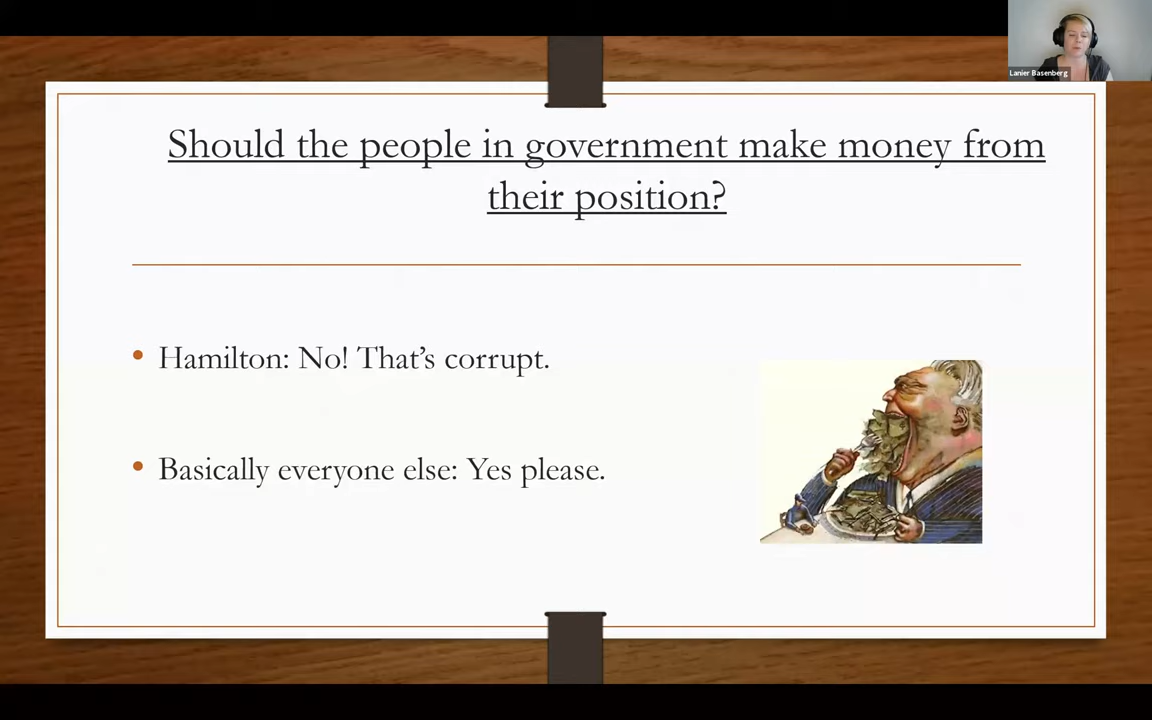 Lanier Basenberg
Should the people in government make money from
their position?
• Hamilton: No! That’s corrupt.
• Basically everyone else: Yes please.